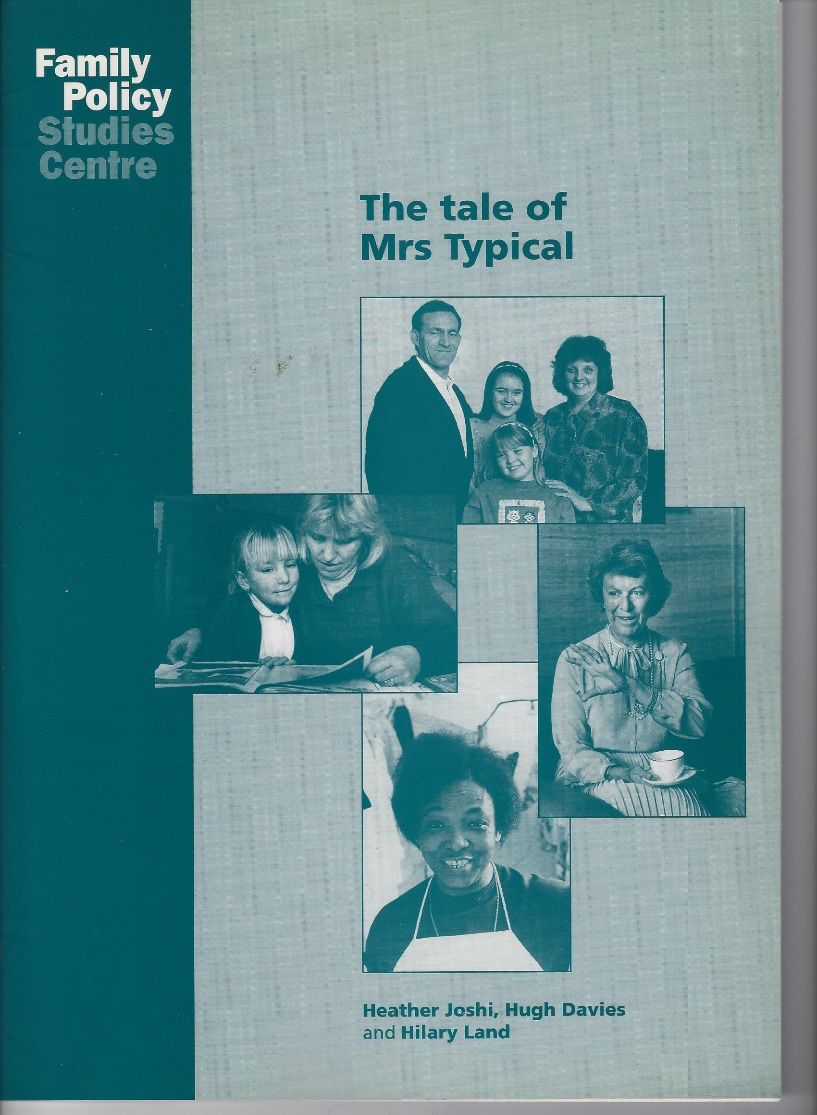 Family
Policy
Studies
Centre
The tale of
Mrs Typical
Heather Joshi, Hugh Davies
and Hilary Land